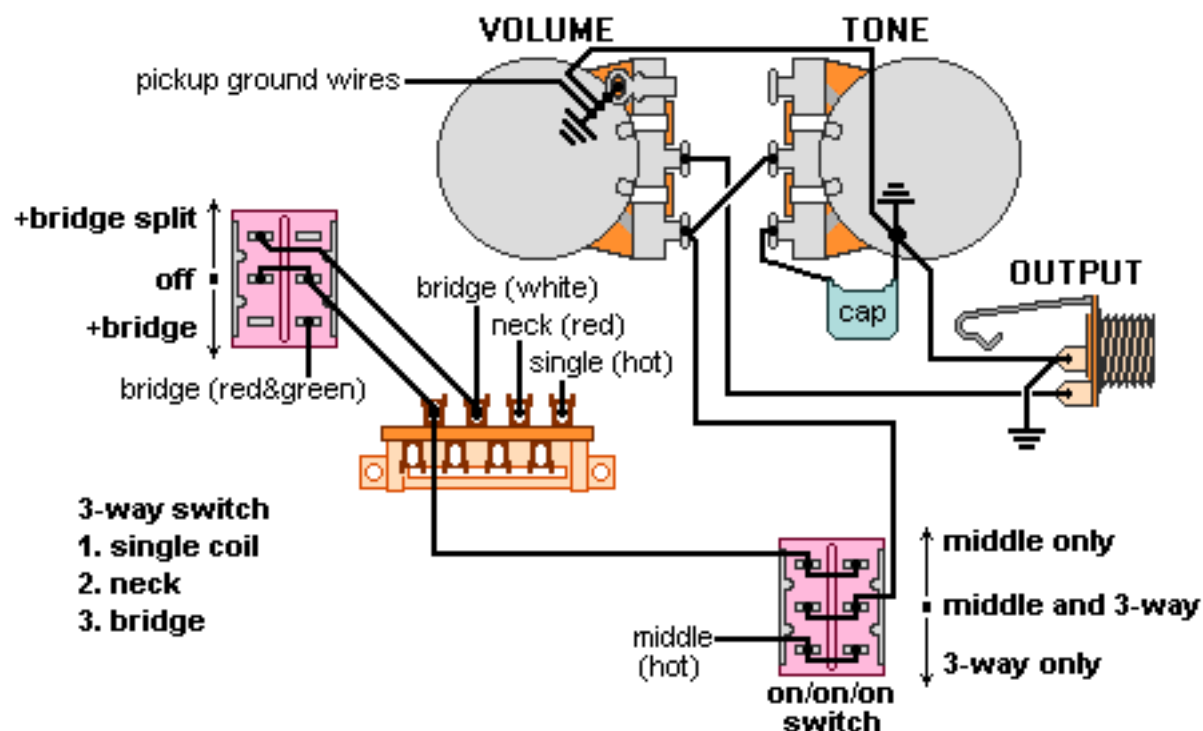 VOLUME
TONE
pickup ground wires
+bridge split
off
+bridge
bridge (red&green)
bridge (white)
neck (red)
single (hot)
cap
OUTPUT
3-way switch
1. single coil
2. neck
3. bridge
middle
(hot)
middle only
middle and 3-way
3-way only
on/on/on
switch